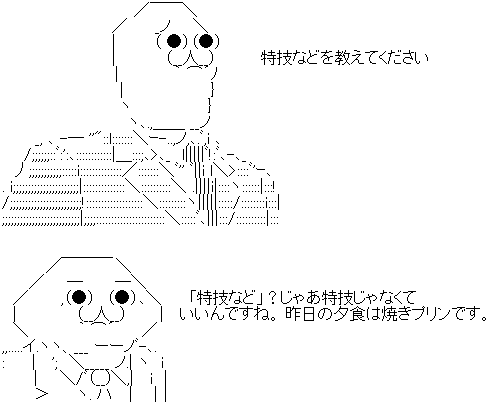 特技などを教えてください
「特技など」？じゃあ特技じゃなくて
いいんですね。昨日の夕食は焼きプリンです。